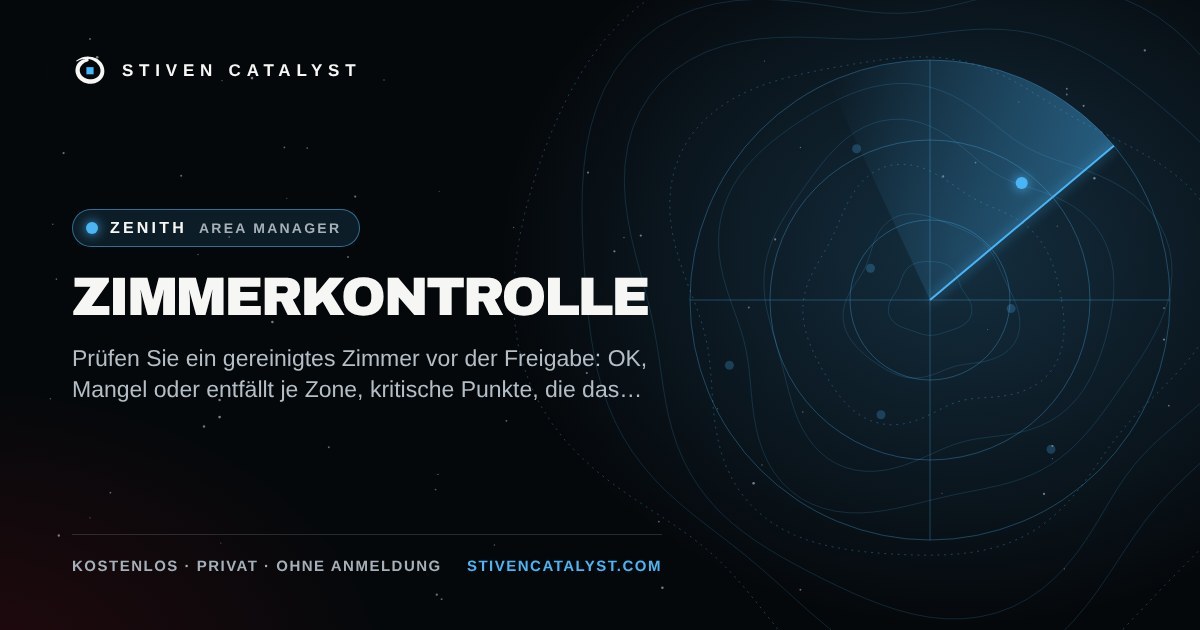 STIVEN CATALYST
ZENITH AREA MANAGER
ZIMMERKONTROLLE
Prüfen Sie ein gereinigtes Zimmer vor der Freigabe: OK,
Mangel oder entfällt je Zone, kritische Punkte, die das…
KOSTENLOS · PRIVAT · OHNE ANMELDUNG STIVENCATALYST.COM